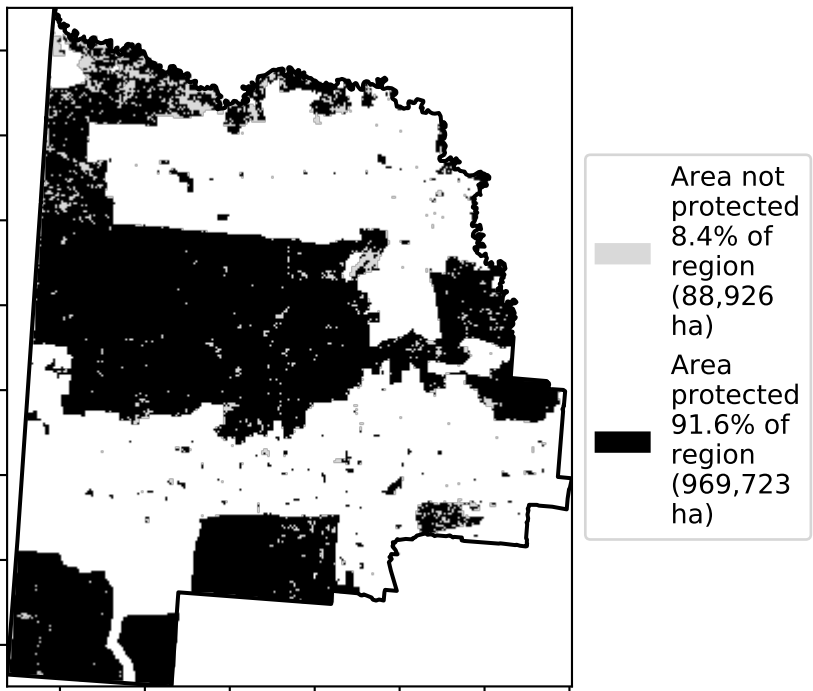 Area not
protected
8.4% of
region
(88,926
ha)
Area
protected
91.6% of
region
(969,723
ha)